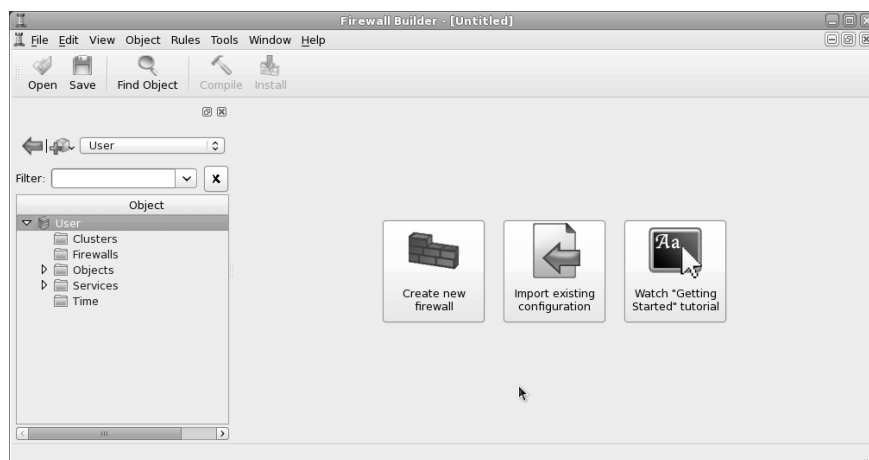 Firewall Builder - [Untitled]
File Edit View Object Rules Tools Window Help
Open Save Find Object Compile Install
User
Filter:
Object
User
Clusters
Firewalls
Objects
Services
Time
Create new
firewall
Import existing
configuration
Aa
Watch "Getting
Started" tutorial